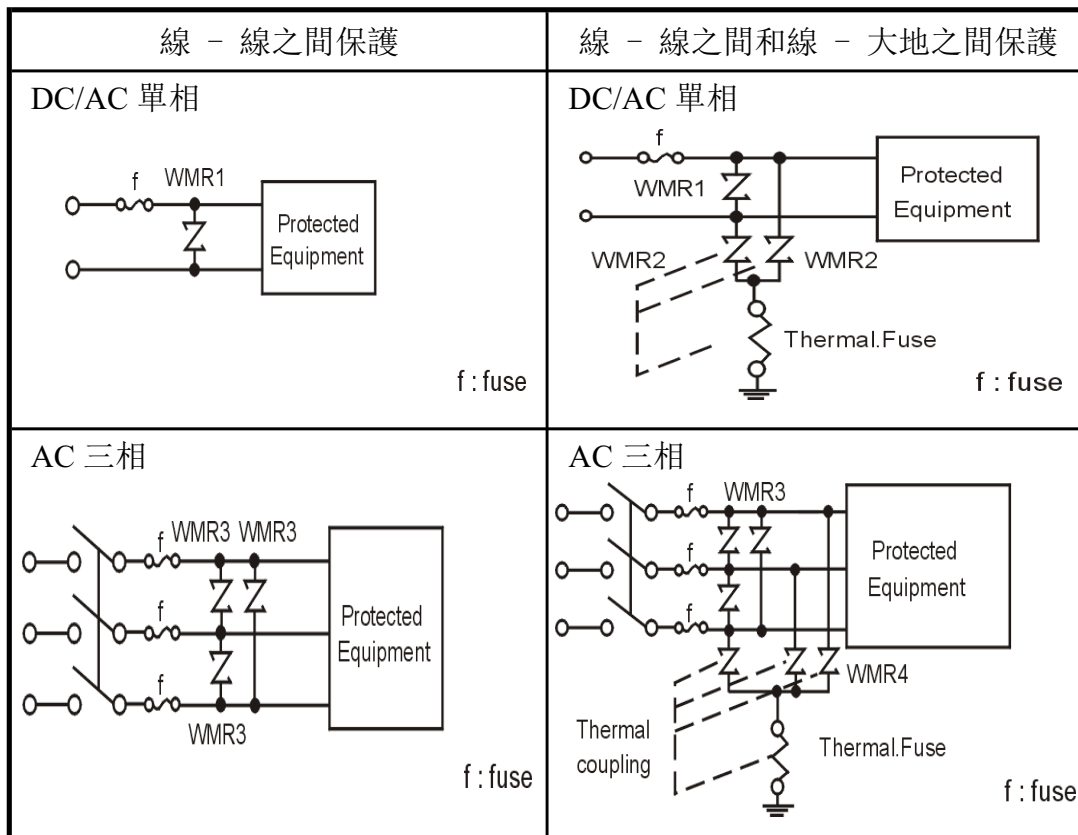 線 - 線之間保護
線 - 線之間和線 - 大地之間保護
DC/AC 單相
f
WMR1
Protected
Equipment
f : fuse
DC/AC 單相
f
WMR1
Protected
Equipment
WMR2
WMR2
Thermal.Fuse
f : fuse
AC 三相
WMR3 WMR3
f
f
f
Protected
Equipment
WMR3
f : fuse
AC 三相
f
WMR3
f
f
Protected
Equipment
WMR4
Thermal
coupling
Thermal.Fuse
f : fuse